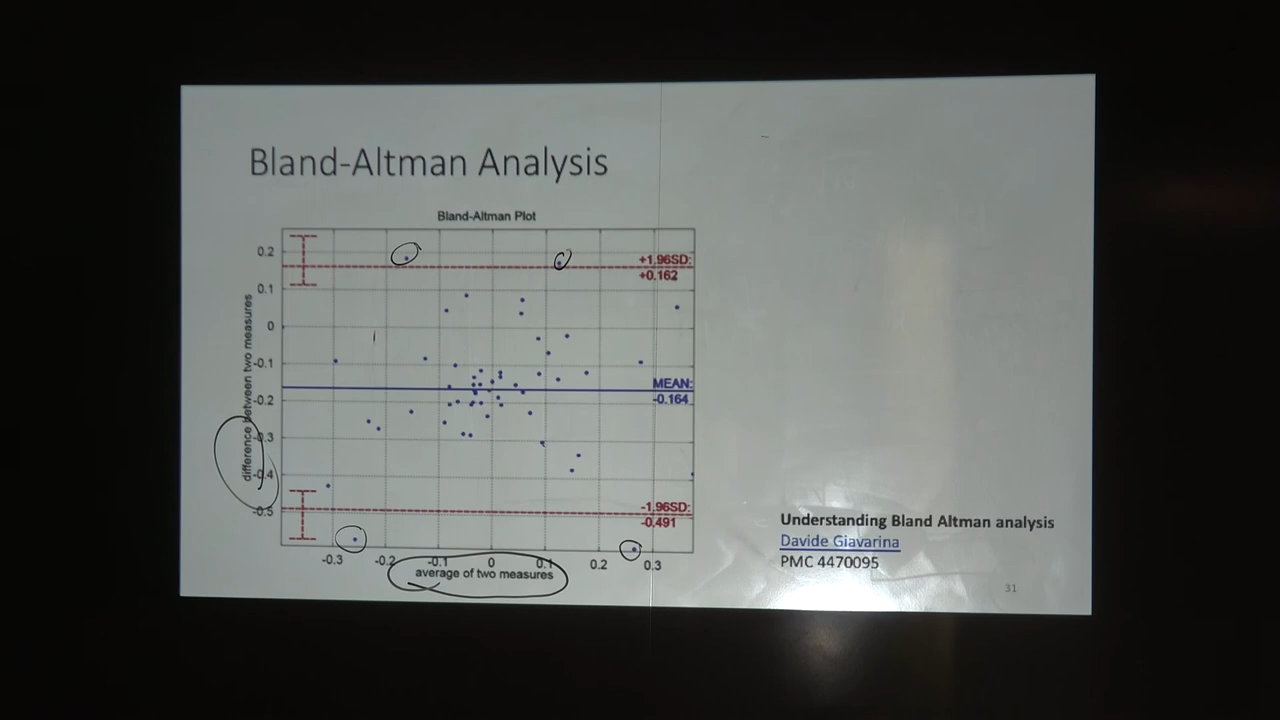 Bland-Altman Analysis
Bland-Altman Plot
difference between two measures
0.2
0.1
0
-0.1
-0.2
-0.3
-0.4
-0.5
+1.96SD:
+0.162
MEAN:
-0.164
-1.96SD:
-0.491
-0.3
-0.2
-0.1
0
0.1
0.2
0.3
average of two measures
Understanding Bland Altman analysis
Davide Giavarina
PMC 4470095
31